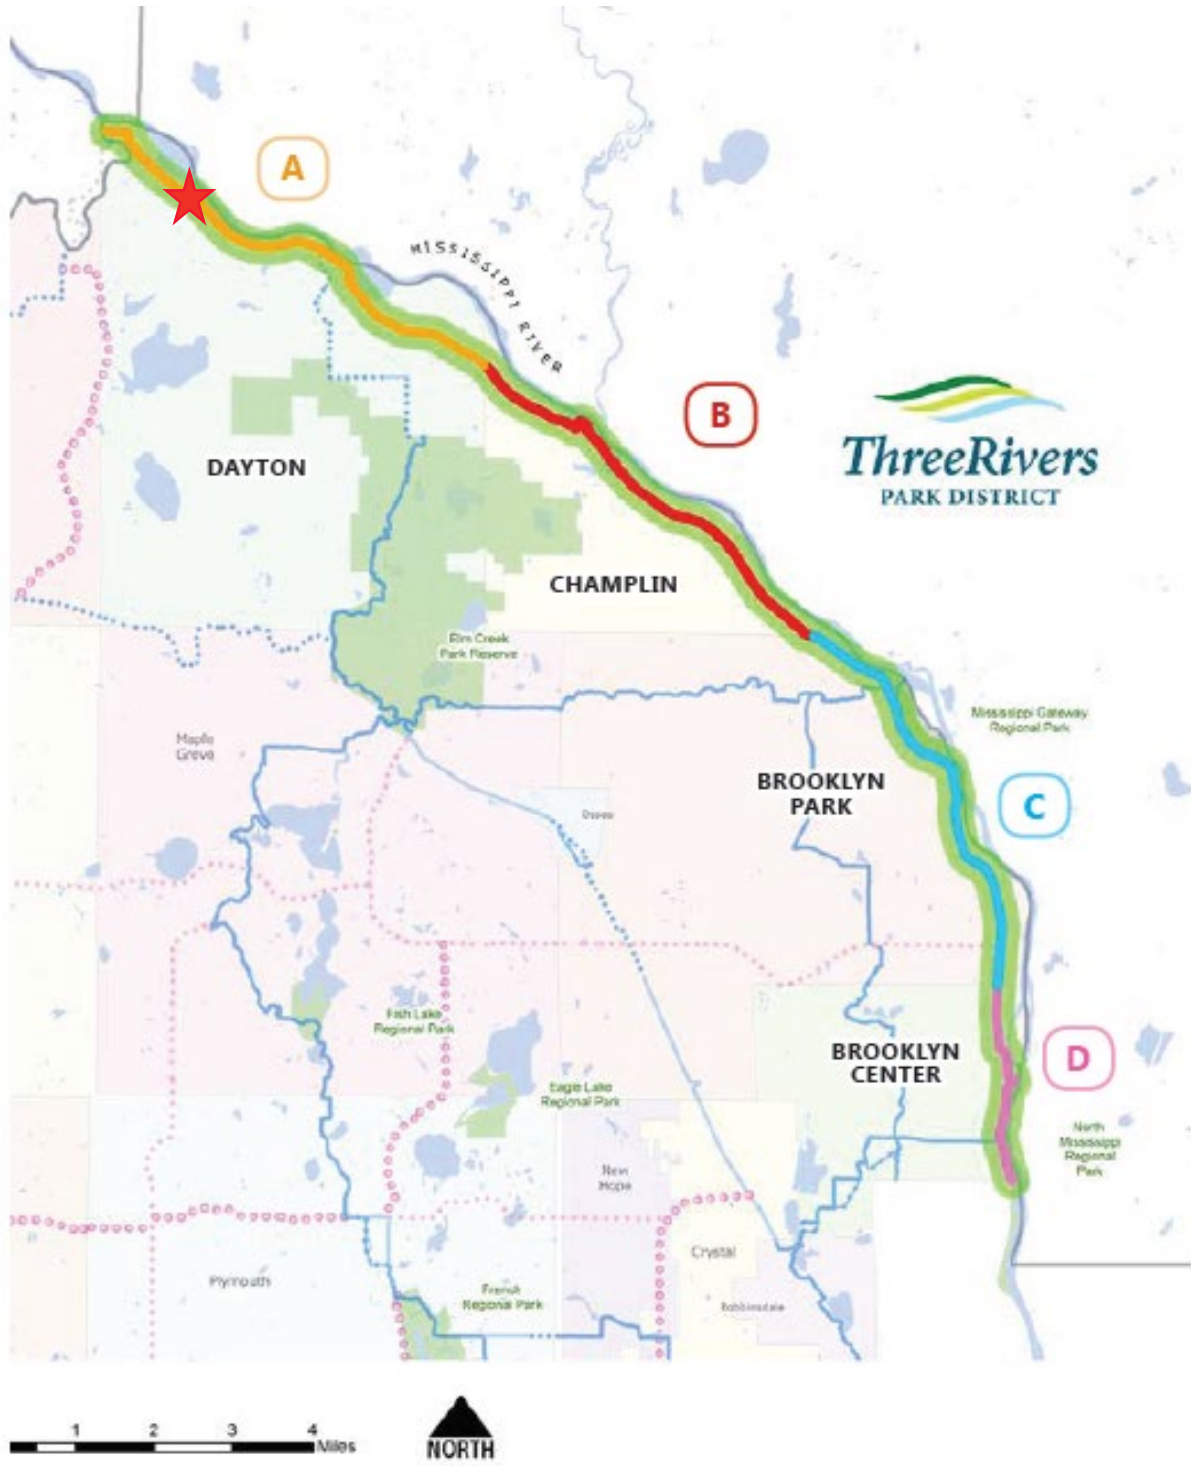 A
MISSISSIPPI RIVER
B
ThreeRivers
PARK DISTRICT
DAYTON
CHAMPLIN
Elm Creek
Park Reserve
Mississippi Gateway
Regional Park
Maple
Grove
BROOKLYN
PARK
C
Osseo
Fish Lake
Regional Park
BROOKLYN
CENTER
D
Eagle Lake
Regional Park
North
Mississippi
Regional
Park
New
Hope
Crystal
Plymouth
French
Regional Park
Robbinsdale
1 2 3 4
Miles
NORTH